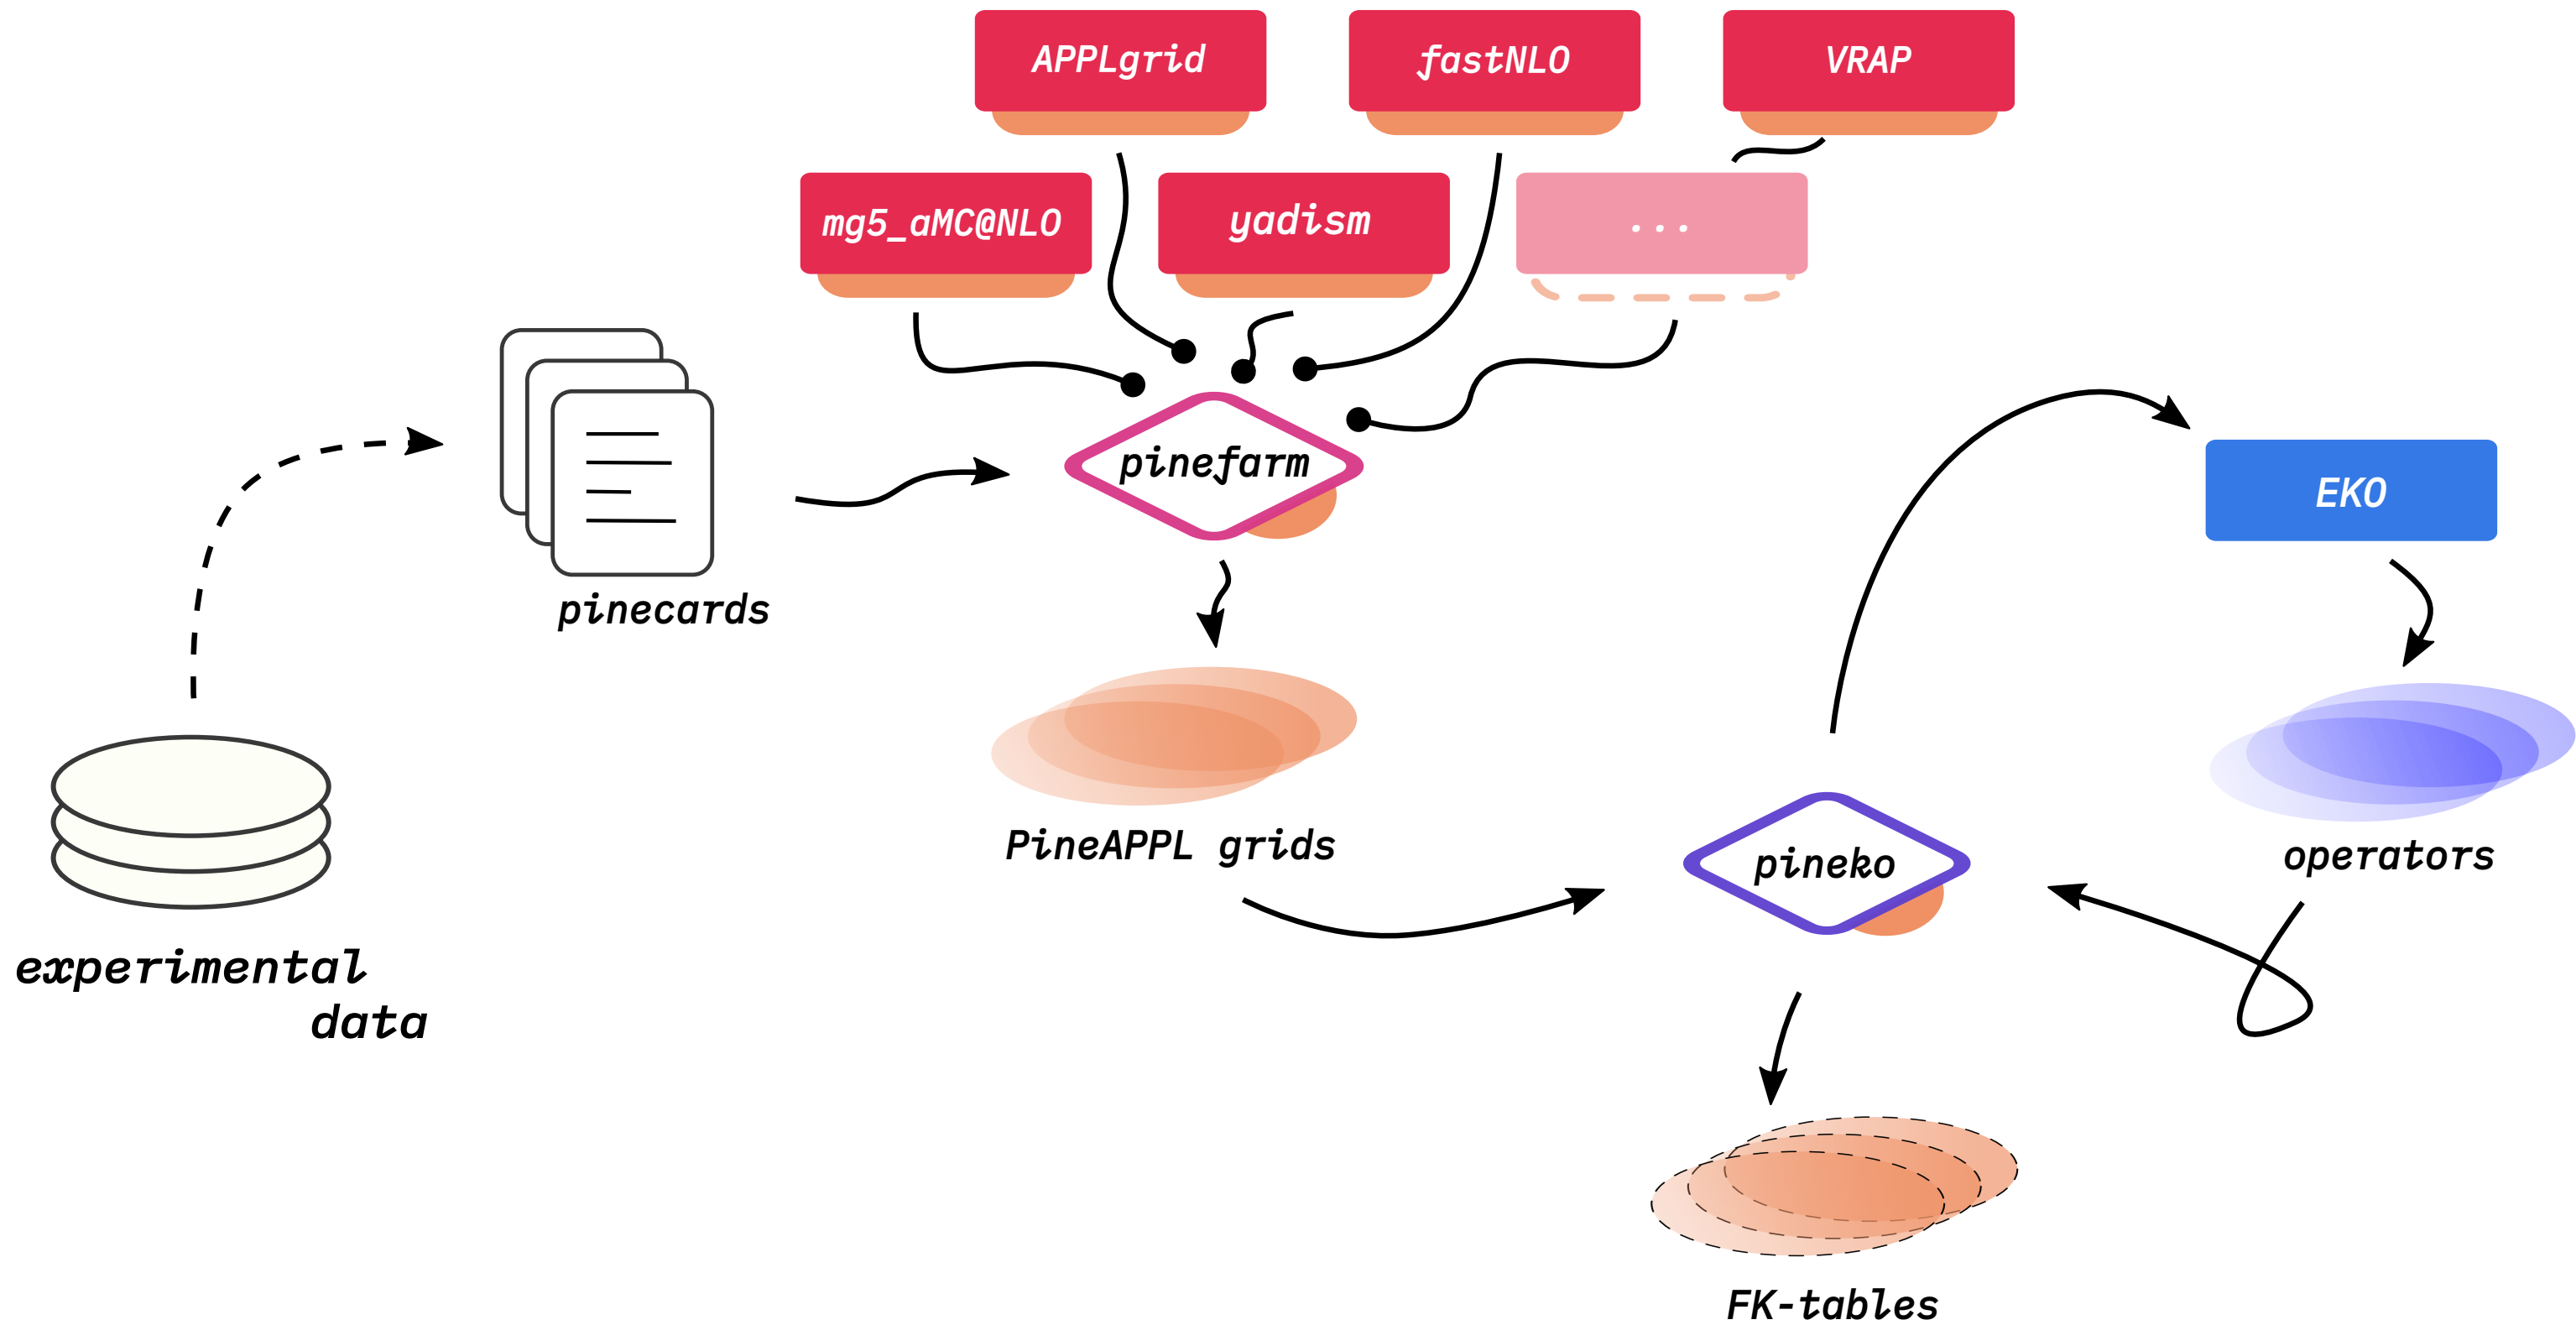 APPLgrid
fastNLO
VRAP
mg5_aMC@NLO
yadism
...
pinefarm
EKO
pinecards
PineAPPL grids
pineko
operators
experimental
data
FK-tables